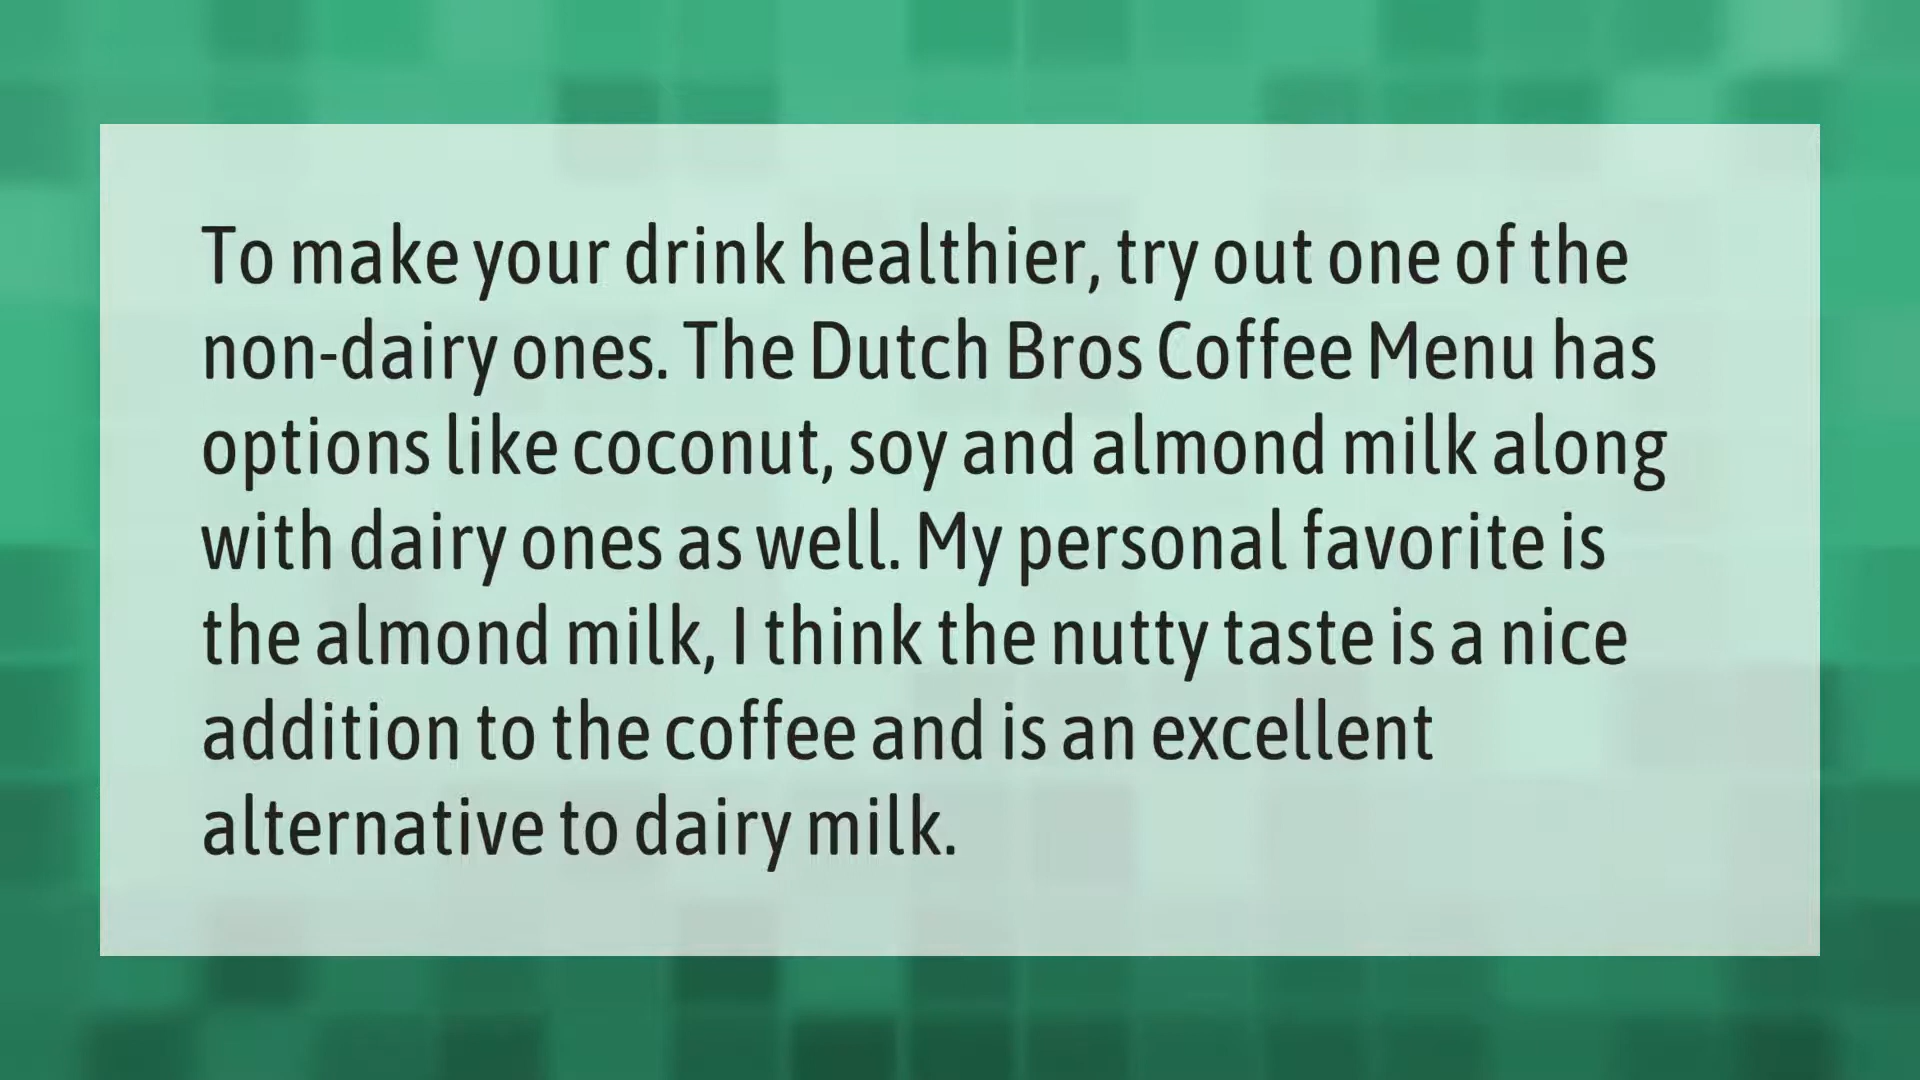 To make your drink healthier, try out one of the
non-dairy ones. The Dutch Bros Coffee Menu has
options like coconut, soy and almond milk along
with dairy ones as well. My personal favorite is
the almond milk, I think the nutty taste is a nice
addition to the coffee and is an excellent
alternative to dairy milk.